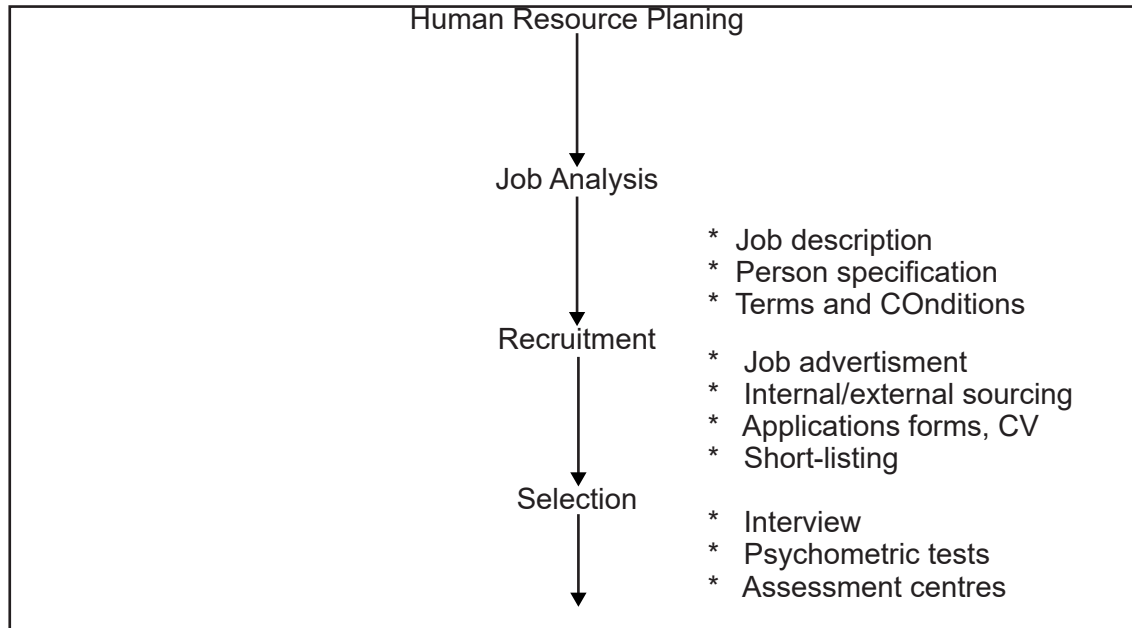 Human Resource Planing
Job Analysis
* Job description
* Person specification
* Terms and COnditions
Recruitment
* Job advertisment
* Internal/external sourcing
* Applications forms, CV
* Short-listing
Selection
* Interview
* Psychometric tests
* Assessment centres